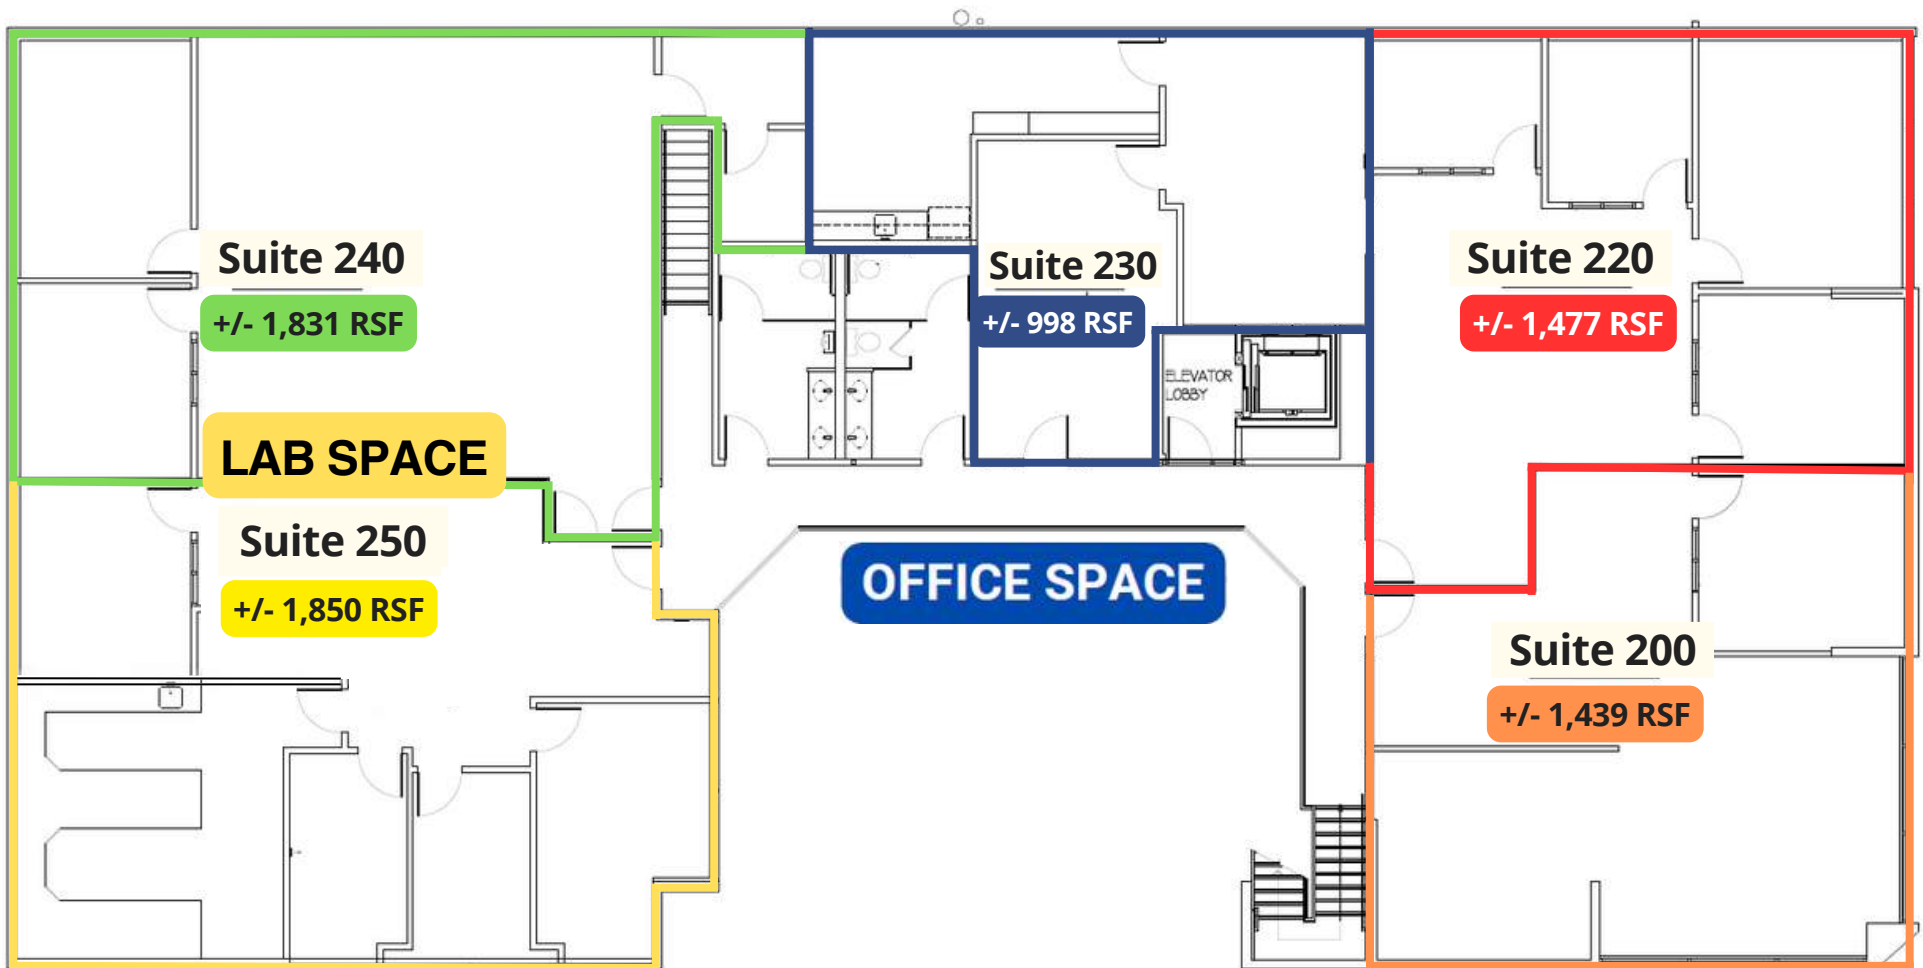 Suite 240
+/- 1,831 RSF
Suite 230
+/- 998 RSF
Suite 220
+/- 1,477 RSF
ELEVATOR
LOBBY
LAB SPACE
Suite 250
+/- 1,850 RSF
OFFICE SPACE
Suite 200
+/- 1,439 RSF